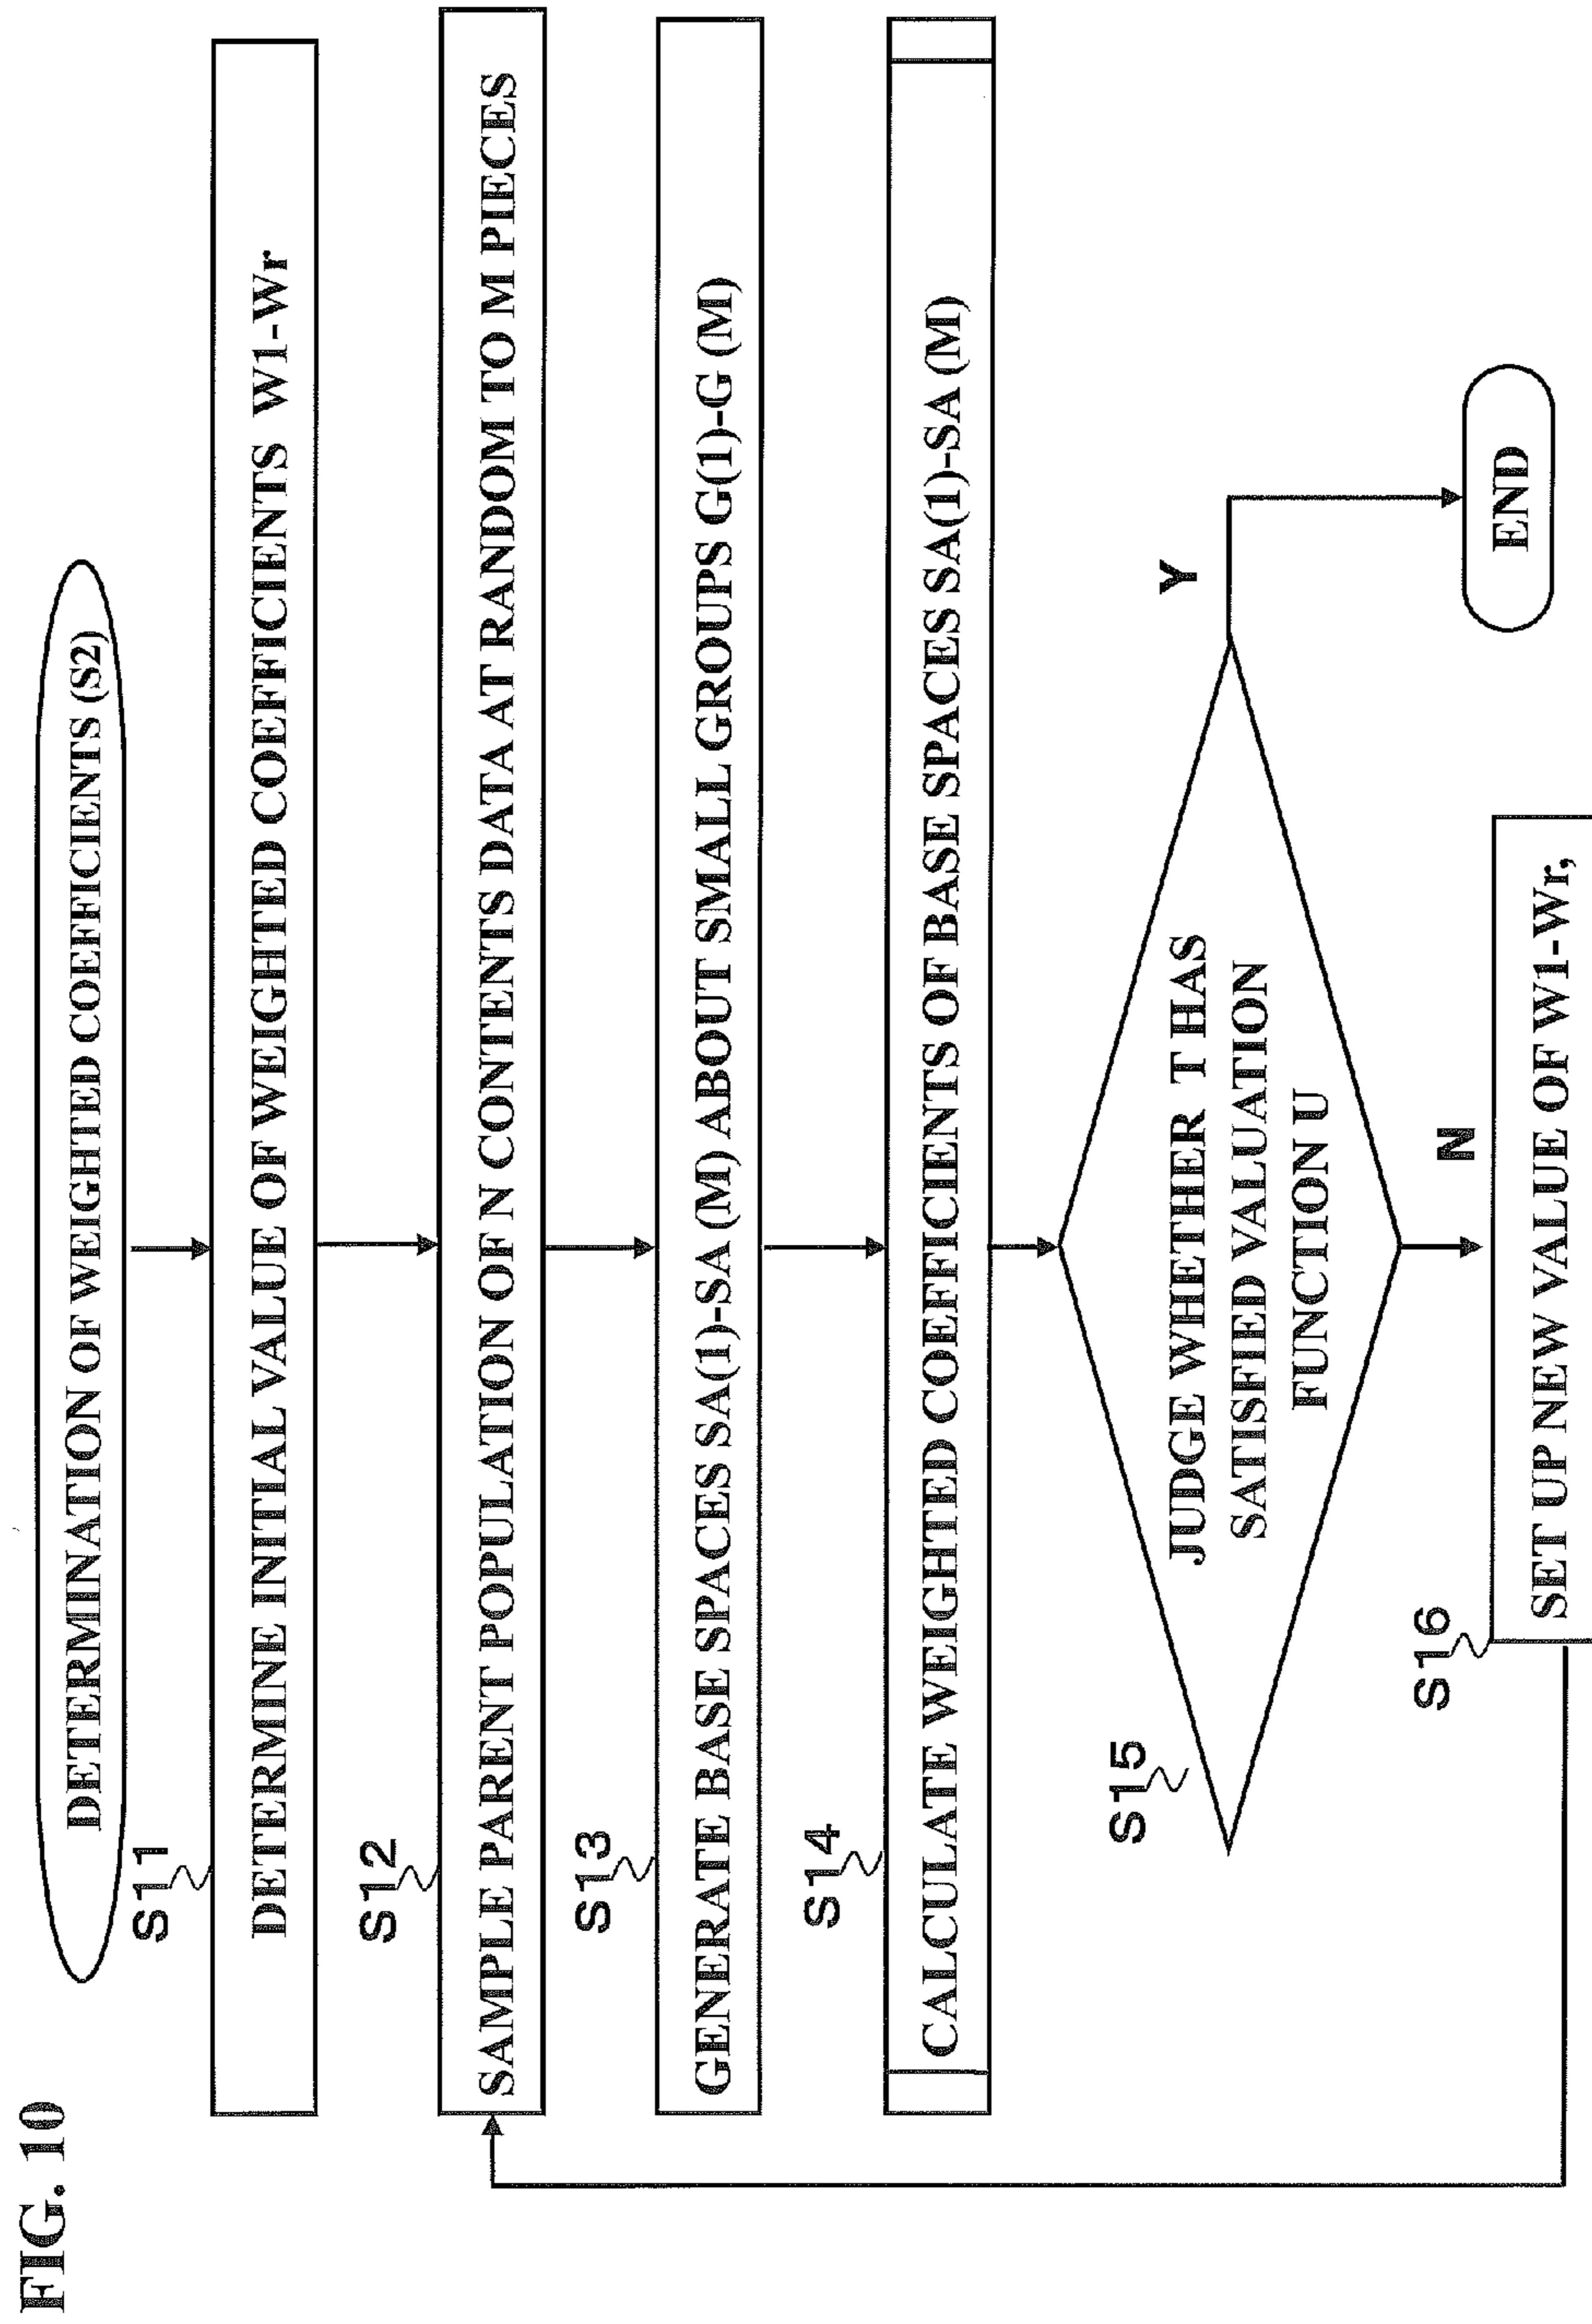 FIG. 10
DETERMINATION OF WEIGHTED COEFFICIENTS (S2)
S11
DETERMINE INITIAL VALUE OF WEIGHTED COEFFICIENTS W1-Wr
S12
SAMPLE PARENT POPULATION OF N CONTENTS DATA AT RANDOM TO M PIECES
S13
GENERATE BASE SPACES SA(1)-SA (M) ABOUT SMALL GROUPS G(1)-G (M)
S14
CALCULATE WEIGHTED COEFFICIENTS OF BASE SPACES SA(1)-SA (M)
S15
JUDGE WHETHER T HAS
SATISFIED VALUATION
FUNCTION U
Y
END
N
S16
SET UP NEW VALUE OF W1-Wr,